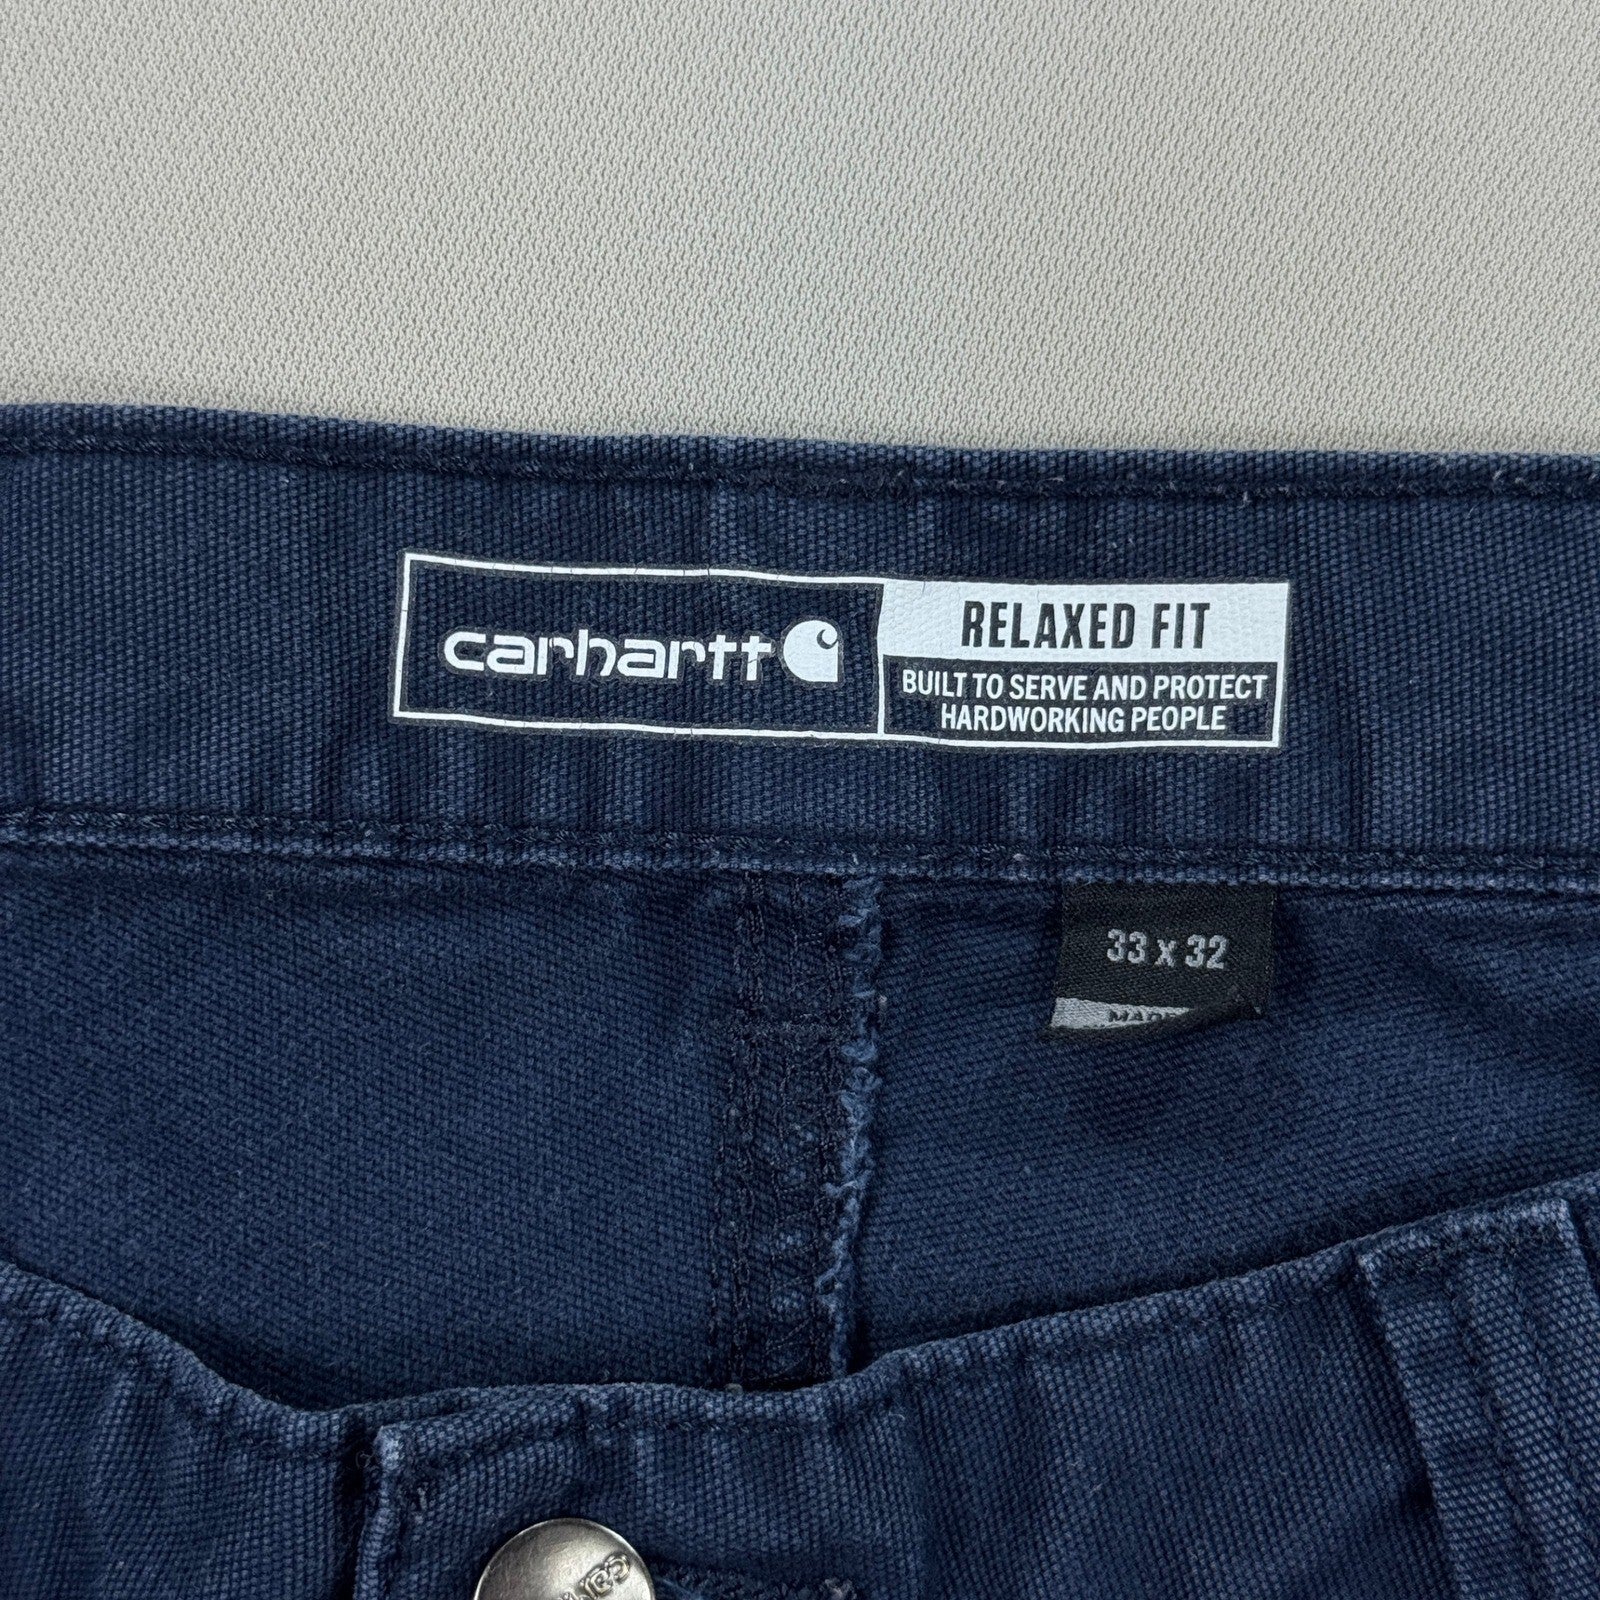 carhartt
RELAXED FIT
BUILT TO SERVE AND PROTECT
HARDWORKING PEOPLE
33 x 32